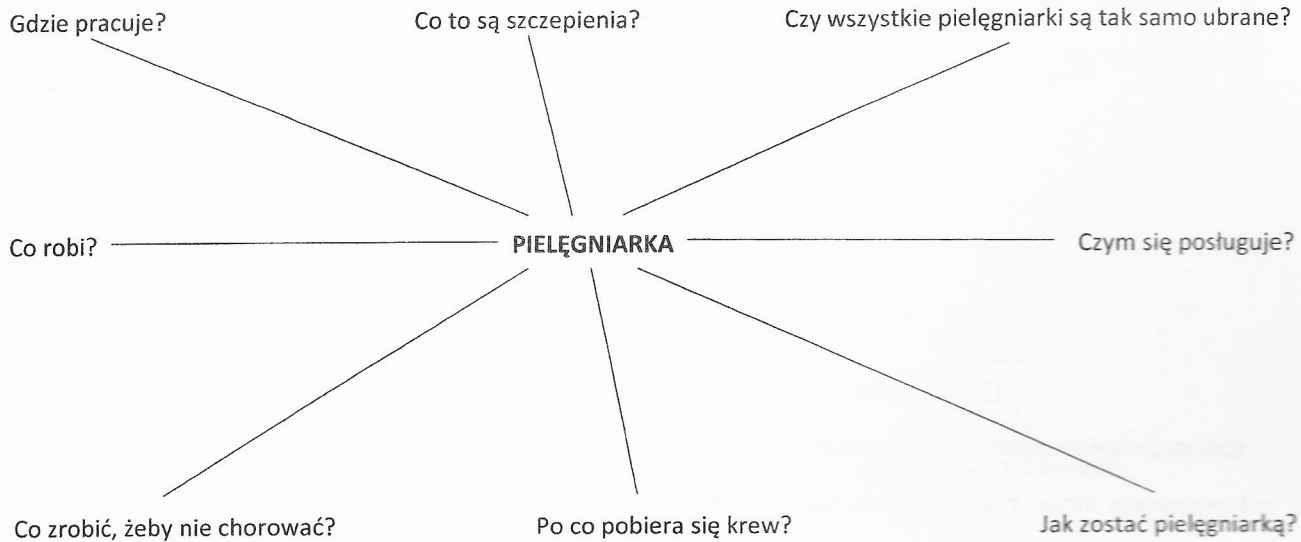 Gdzie pracuje?
Co to są szczepienia?
Czy wszystkie pielęgniarki są tak samo ubrane?
Co robi?
PIELĘGNIARKA
Czym się posługuje?
Co zrobić, żeby nie chorować?
Po co pobiera się krew?
Jak zostać pielęgniarką?